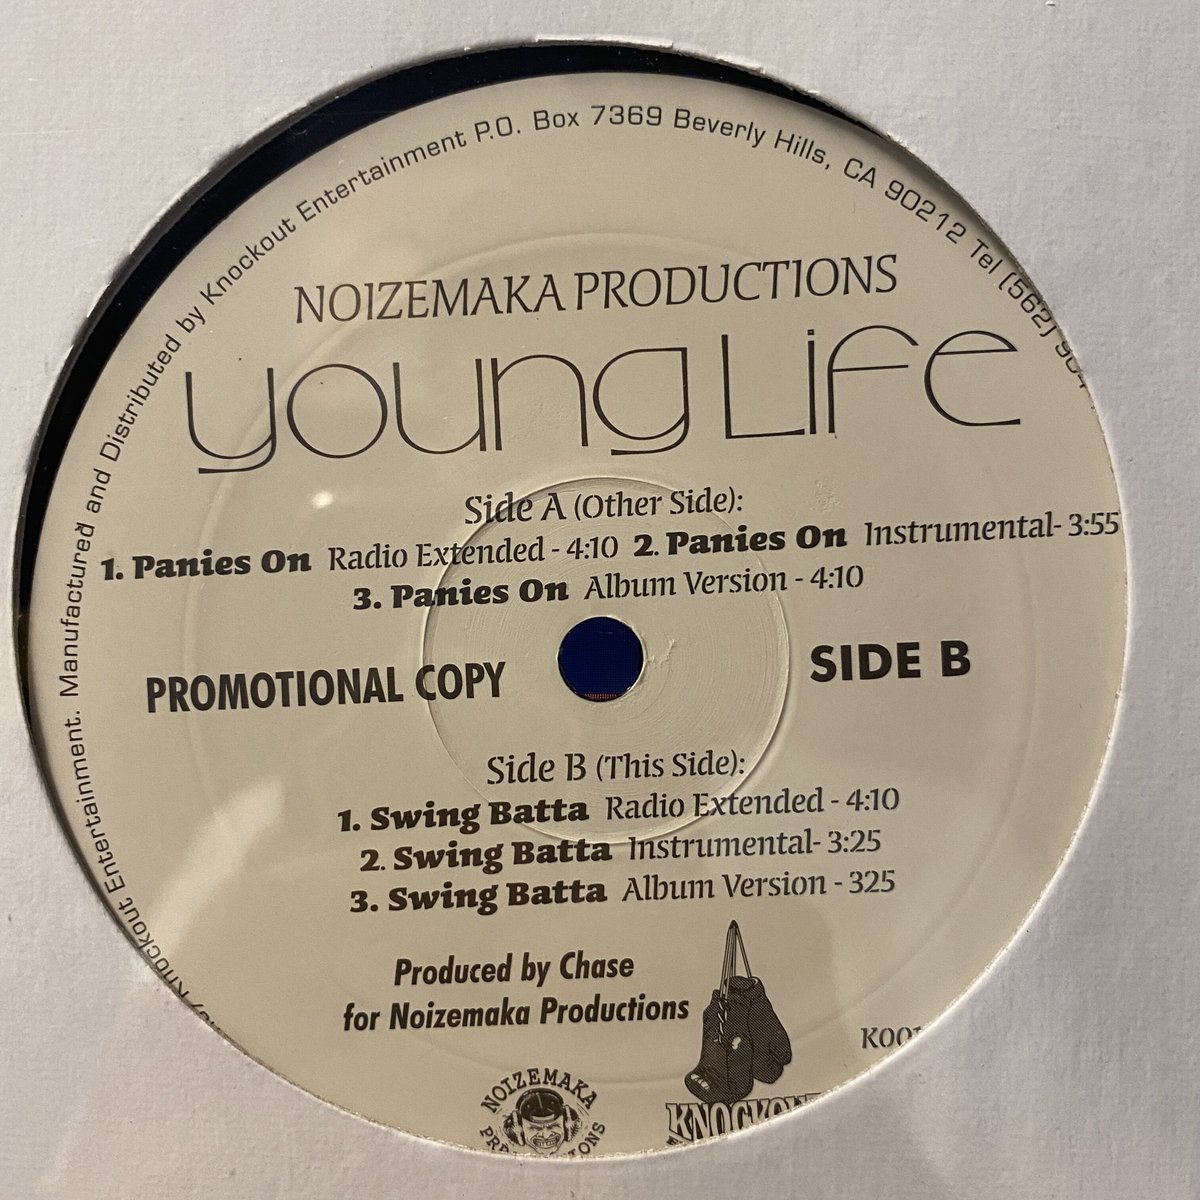 Manufactured and Distributed by Knockout Entertainment P.O. Box 7369 Beverly Hills, CA 90212 Tel (562)
NOIZEMAKA PRODUCTIONS
young Life
Side A (Other Side):
1. Panies On Radio Extended - 4:10 2. Panies On Instrumental- 3:55
3. Panies On Album Version - 4:10
PROMOTIONAL COPY
SIDE B
Side B (This Side):
1. Swing Batta Radio Extended - 4:10
2. Swing Batta Instrumental- 3:25
3. Swing Batta Album Version - 325
Produced by Chase
for Noizemaka Productions
NOIZEMAKA
KNOCKOUT
Knockout Entertainment.